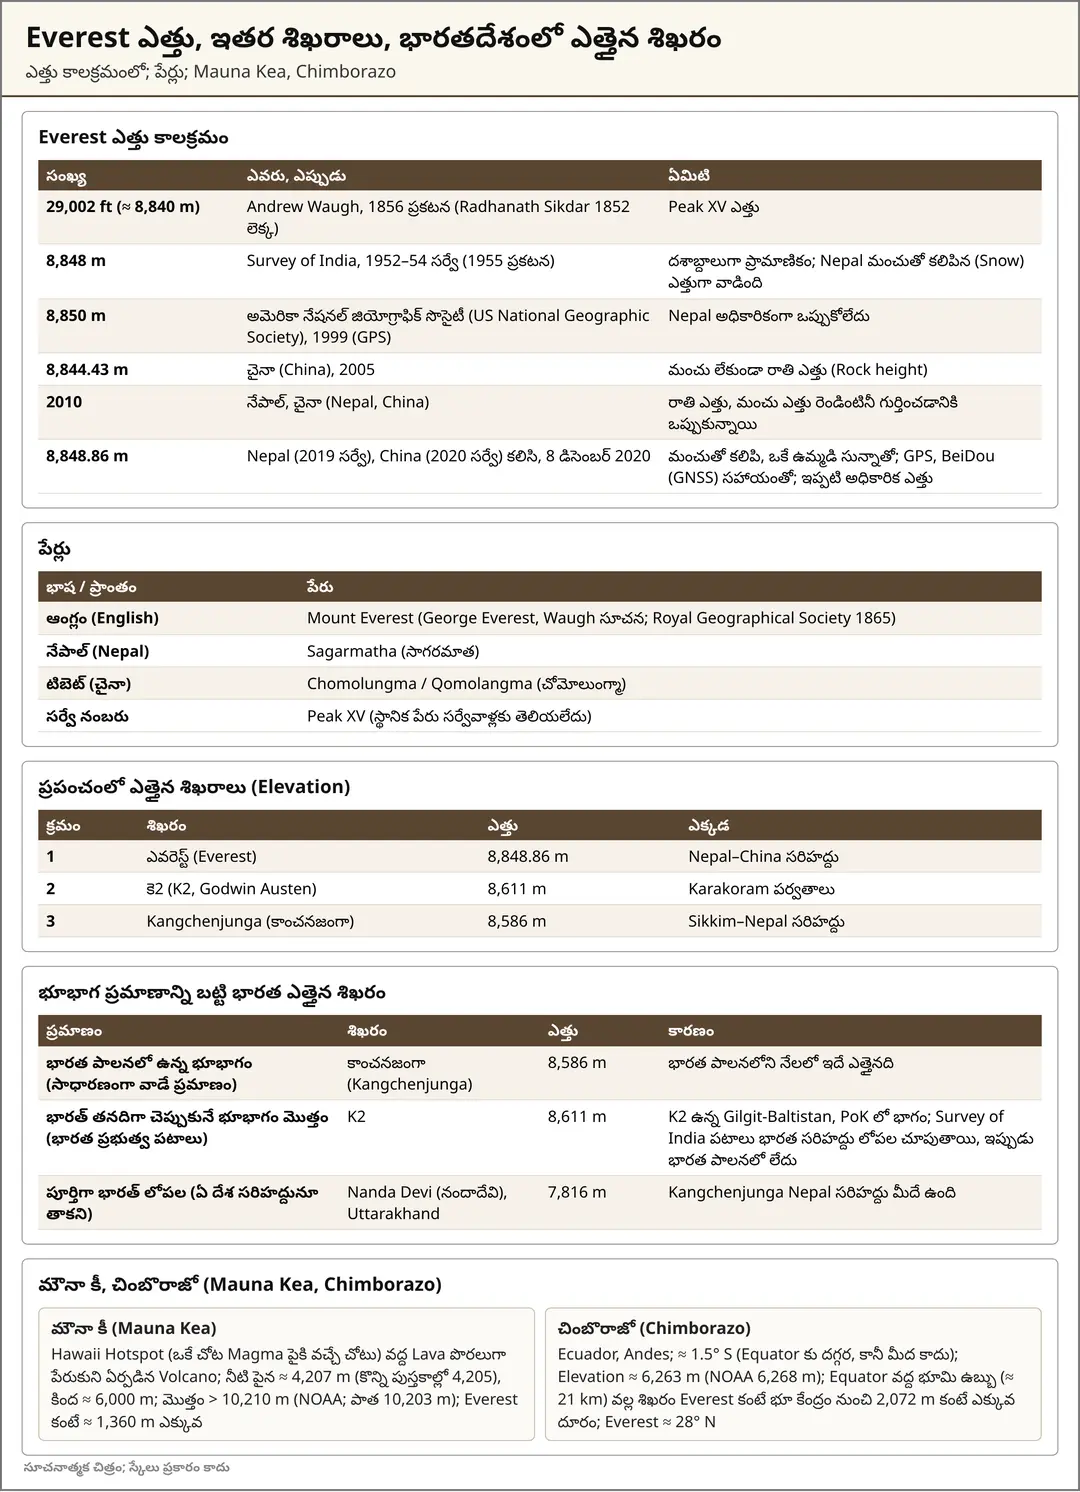 Everest ఎత్తు, ఇతర శిఖరాలు, భారతదేశంలో ఎత్తైన శిఖరం
ఎత్తు కాలక్రమంలో; పేర్లు; Mauna Kea, Chimborazo
Everest ఎత్తు కాలక్రమం
సంఖ్య ఎవరు, ఎప్పుడు ఏమిటి
29,002 ft (≈ 8,840 m) Andrew Waugh, 1856 ప్రకటన (Radhanath Sikdar 1852 Peak XV ఎత్తు
లెక్క)
8,848 m Survey of India, 1952–54 సర్వే (1955 ప్రకటన) దశాబ్దాలుగా ప్రామాణికం; Nepal మంచుతో కలిపిన (Snow)
ఎత్తుగా వాడింది
8,850 m అమెరికా నేషనల్ జియోగ్రాఫిక్ సొసైటీ (US National Geographic Nepal అధికారికంగా ఒప్పుకోలేదు
Society), 1999 (GPS)
8,844.43 m చైనా (China), 2005 మంచు లేకుండా రాతి ఎత్తు (Rock height)
2010 నేపాల్, చైనా (Nepal, China) రాతి ఎత్తు, మంచు ఎత్తు రెండింటినీ గుర్తించడానికి
ఒప్పుకున్నాయి
8,848.86 m Nepal (2019 సర్వే), China (2020 సర్వే) కలిసి, 8 డిసెంబర్ 2020 మంచుతో కలిపి, ఒకే ఉమ్మడి సున్నాతో; GPS, BeiDou
(GNSS) సహాయంతో; ఇప్పటి అధికారిక ఎత్తు
పేర్లు
భాష / ప్రాంతం పేరు
ఆంగ్లం (English) Mount Everest (George Everest, Waugh సూచన; Royal Geographical Society 1865)
నేపాల్ (Nepal) Sagarmatha (సాగరమాత)
టిబెట్ (చైనా) Chomolungma / Qomolangma (చోమోలుంగ్మా)
సర్వే నంబరు Peak XV (స్థానిక పేరు సర్వేవాళ్లకు తెలియలేదు)
ప్రపంచంలో ఎత్తైన శిఖరాలు (Elevation)
క్రమం శిఖరం ఎత్తు ఎక్కడ
1 ఎవరెస్ట్ (Everest) 8,848.86 m Nepal–China సరిహద్దు
2 కె2 (K2, Godwin Austen) 8,611 m Karakoram పర్వతాలు
3 Kangchenjunga (కాంచనజంగా) 8,586 m Sikkim–Nepal సరిహద్దు
భూభాగ ప్రమాణాన్ని బట్టి భారత ఎత్తైన శిఖరం
ప్రమాణం శిఖరం ఎత్తు కారణం
భారత పాలనలో ఉన్న భూభాగం కాంచనజంగా 8,586 m భారత పాలనలోని నేలలో ఇదే ఎత్తైనది
(సాధారణంగా వాడే ప్రమాణం) (Kangchenjunga)
భారత్ తనదిగా చెప్పుకునే భూభాగం మొత్తం K2 8,611 m K2 ఉన్న Gilgit-Baltistan, PoK లో భాగం; Survey of
(భారత ప్రభుత్వ పటాలు) India పటాలు భారత సరిహద్దు లోపల చూపుతాయి, ఇప్పుడు
భారత పాలనలో లేదు
పూర్తిగా భారత్ లోపల (ఏ దేశ సరిహద్దునూ Nanda Devi (నందాదేవి), 7,816 m Kangchenjunga Nepal సరిహద్దు మీదే ఉంది
తాకని) Uttarakhand
మౌనా కీ, చింబొరాజో (Mauna Kea, Chimborazo)
మౌనా కీ (Mauna Kea)
Hawaii Hotspot (ఒకే చోట Magma పైకి వచ్చే చోటు) వద్ద Lava పొరలుగా
పేరుకుని ఏర్పడిన Volcano; నీటి పైన ≈ 4,207 m (కొన్ని పుస్తకాల్లో 4,205),
కింద ≈ 6,000 m; మొత్తం > 10,210 m (NOAA; పాత 10,203 m); Everest
కంటే ≈ 1,360 m ఎక్కువ
చింబొరాజో (Chimborazo)
Ecuador, Andes; ≈ 1.5° S (Equator కు దగ్గర, కానీ మీద కాదు);
Elevation ≈ 6,263 m (NOAA 6,268 m); Equator వద్ద భూమి ఉబ్బు (≈
21 km) వల్ల శిఖరం Everest కంటే భూ కేంద్రం నుంచి 2,072 m కంటే ఎక్కువ
దూరం; Everest ≈ 28° N
సూచనాత్మక చిత్రం; స్కేలు ప్రకారం కాదు